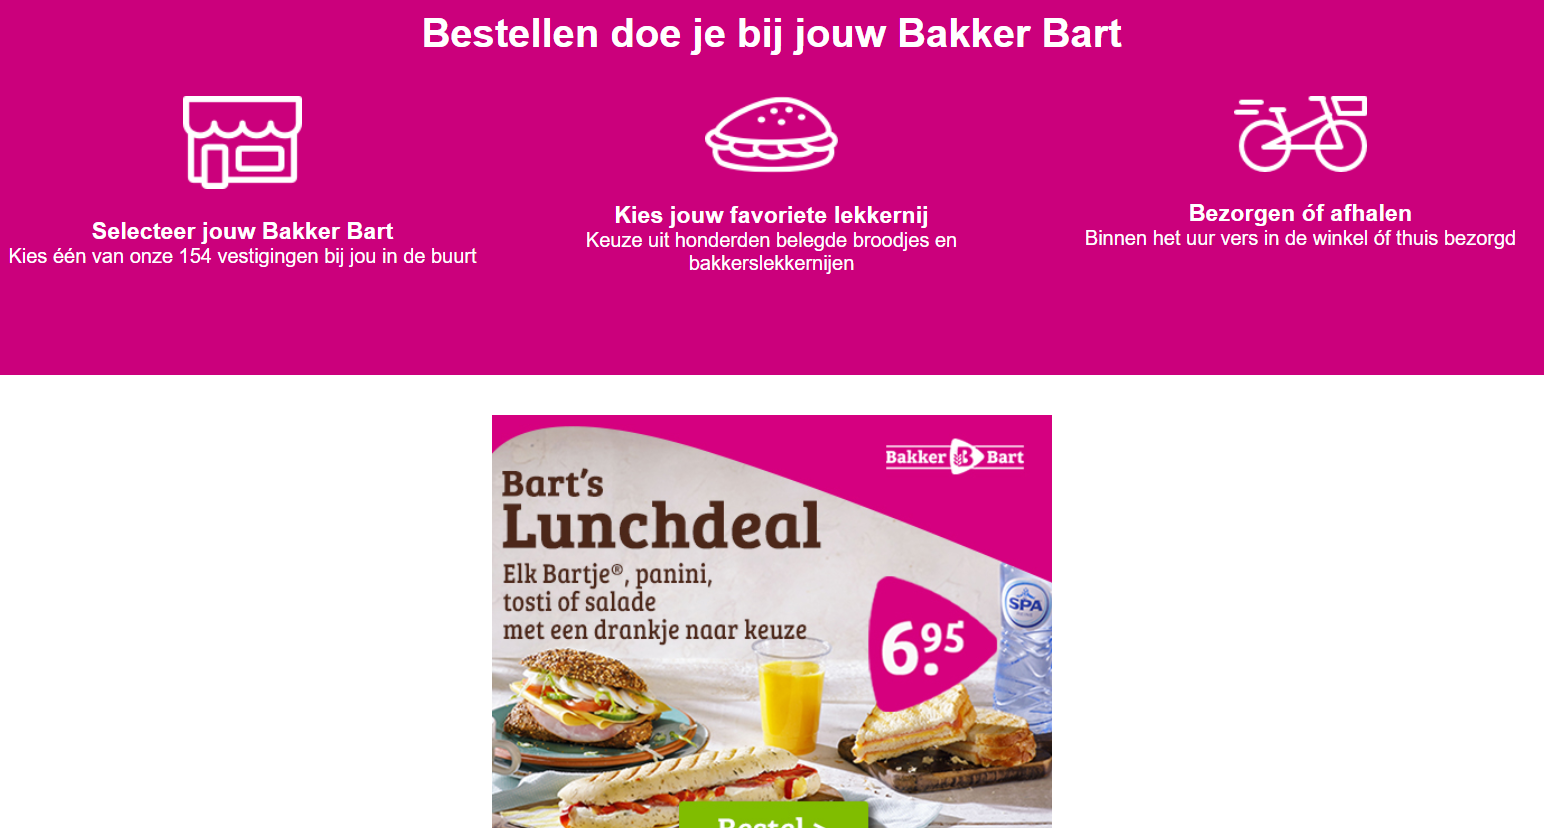 Bestellen doe je bij jouw Bakker Bart
Selecteer jouw Bakker Bart
Kies één van onze 154 vestigingen bij jou in de buurt
Kies jouw favoriete lekkernij
Keuze uit honderden belegde broodjes en
bakkerslekkernijen
Bezorgen óf afhalen
Binnen het uur vers in de winkel óf thuis bezorgd
Bakker B Bart
Bart's
Lunchdeal
Elk Bartje®, panini,
tosti of salade
met een drankje naar keuze
6.95
SPA
Bestel >